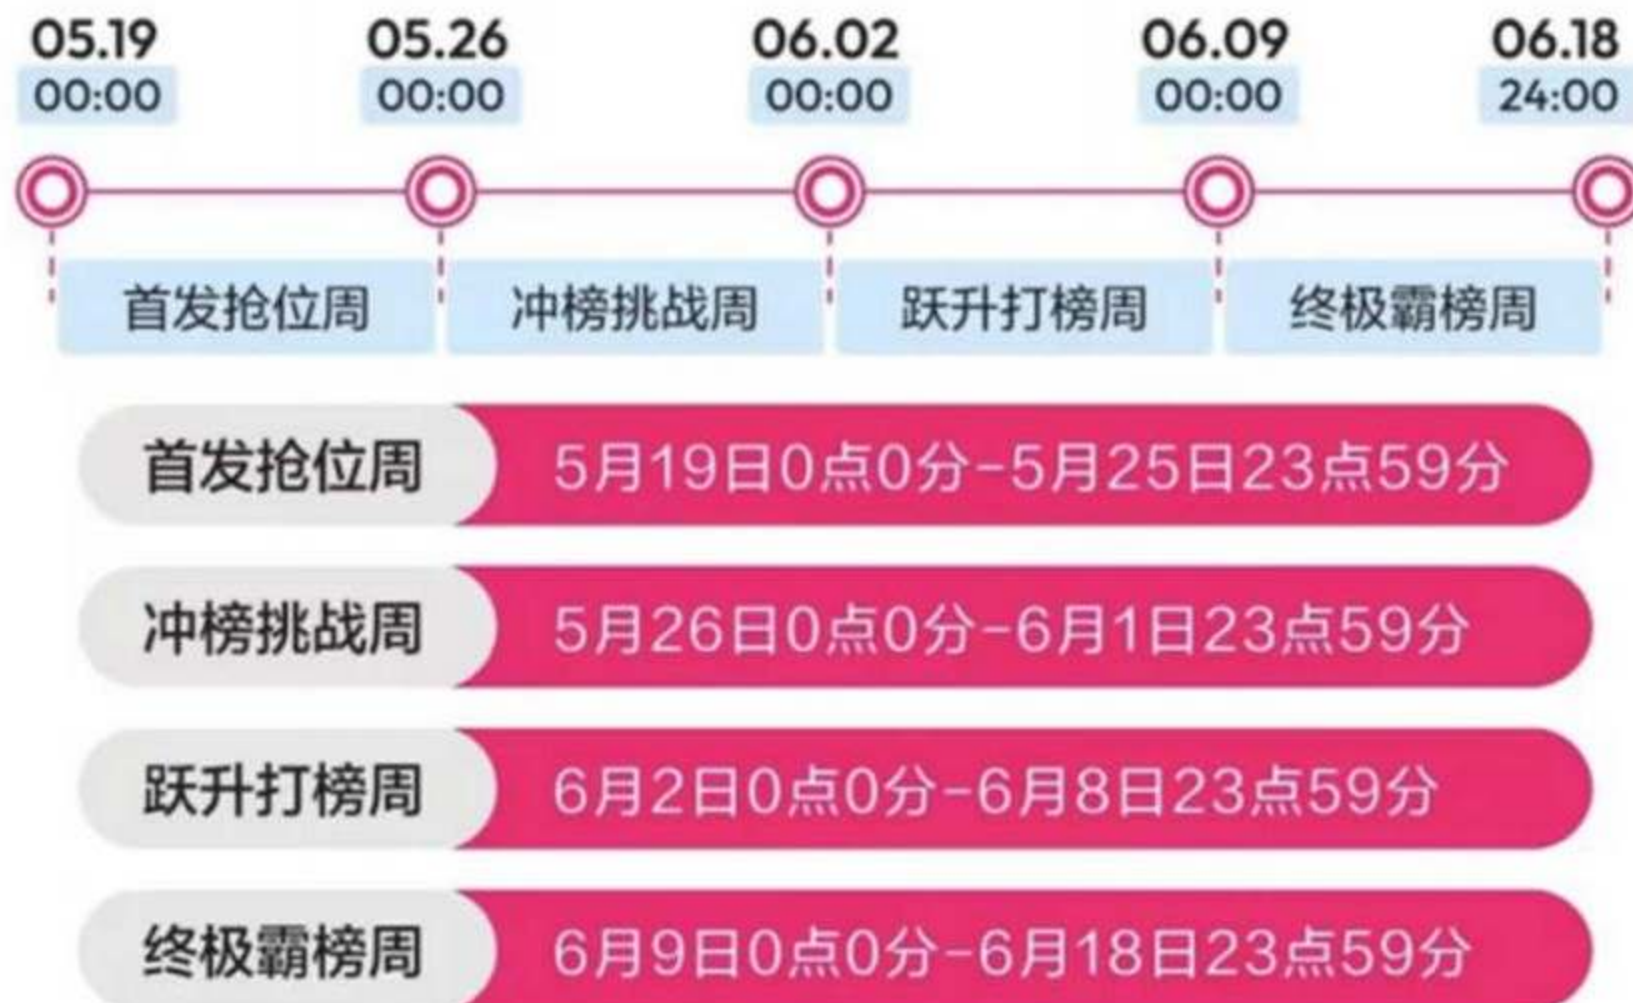 05.19 05.26 06.02 06.09 06.18
00:00 00:00 00:00 00:00 24:00
首发抢位周 冲榜挑战周 跃升打榜周 终极霸榜周
首发抢位周 5月19日0点0分-5月25日23点59分
冲榜挑战周 5月26日0点0分-6月1日23点59分
跃升打榜周 6月2日0点0分-6月8日23点59分
终极霸榜周 6月9日0点0分-6月18日23点59分